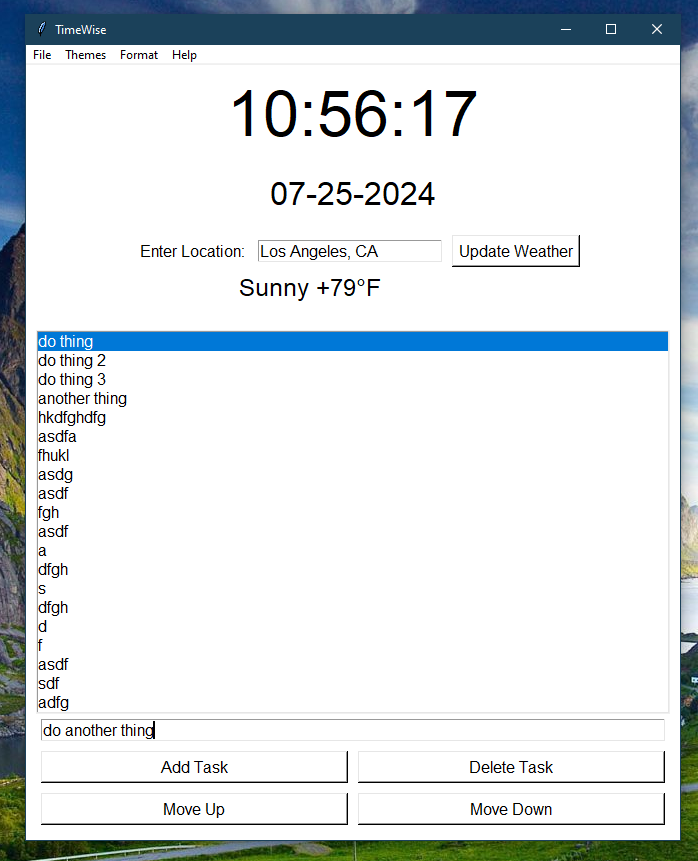 TimeWise
File Themes Format Help
10:56:17
07-25-2024
Enter Location: Los Angeles, CA Update Weather
Sunny +79°F
do thing
do thing 2
do thing 3
another thing
hkdfghdfg
asdfa
fhukl
asdg
asdf
fgh
asdf
a
dfgh
s
dfgh
d
f
asdf
sdf
adfg
do another thing
Add Task Delete Task
Move Up Move Down